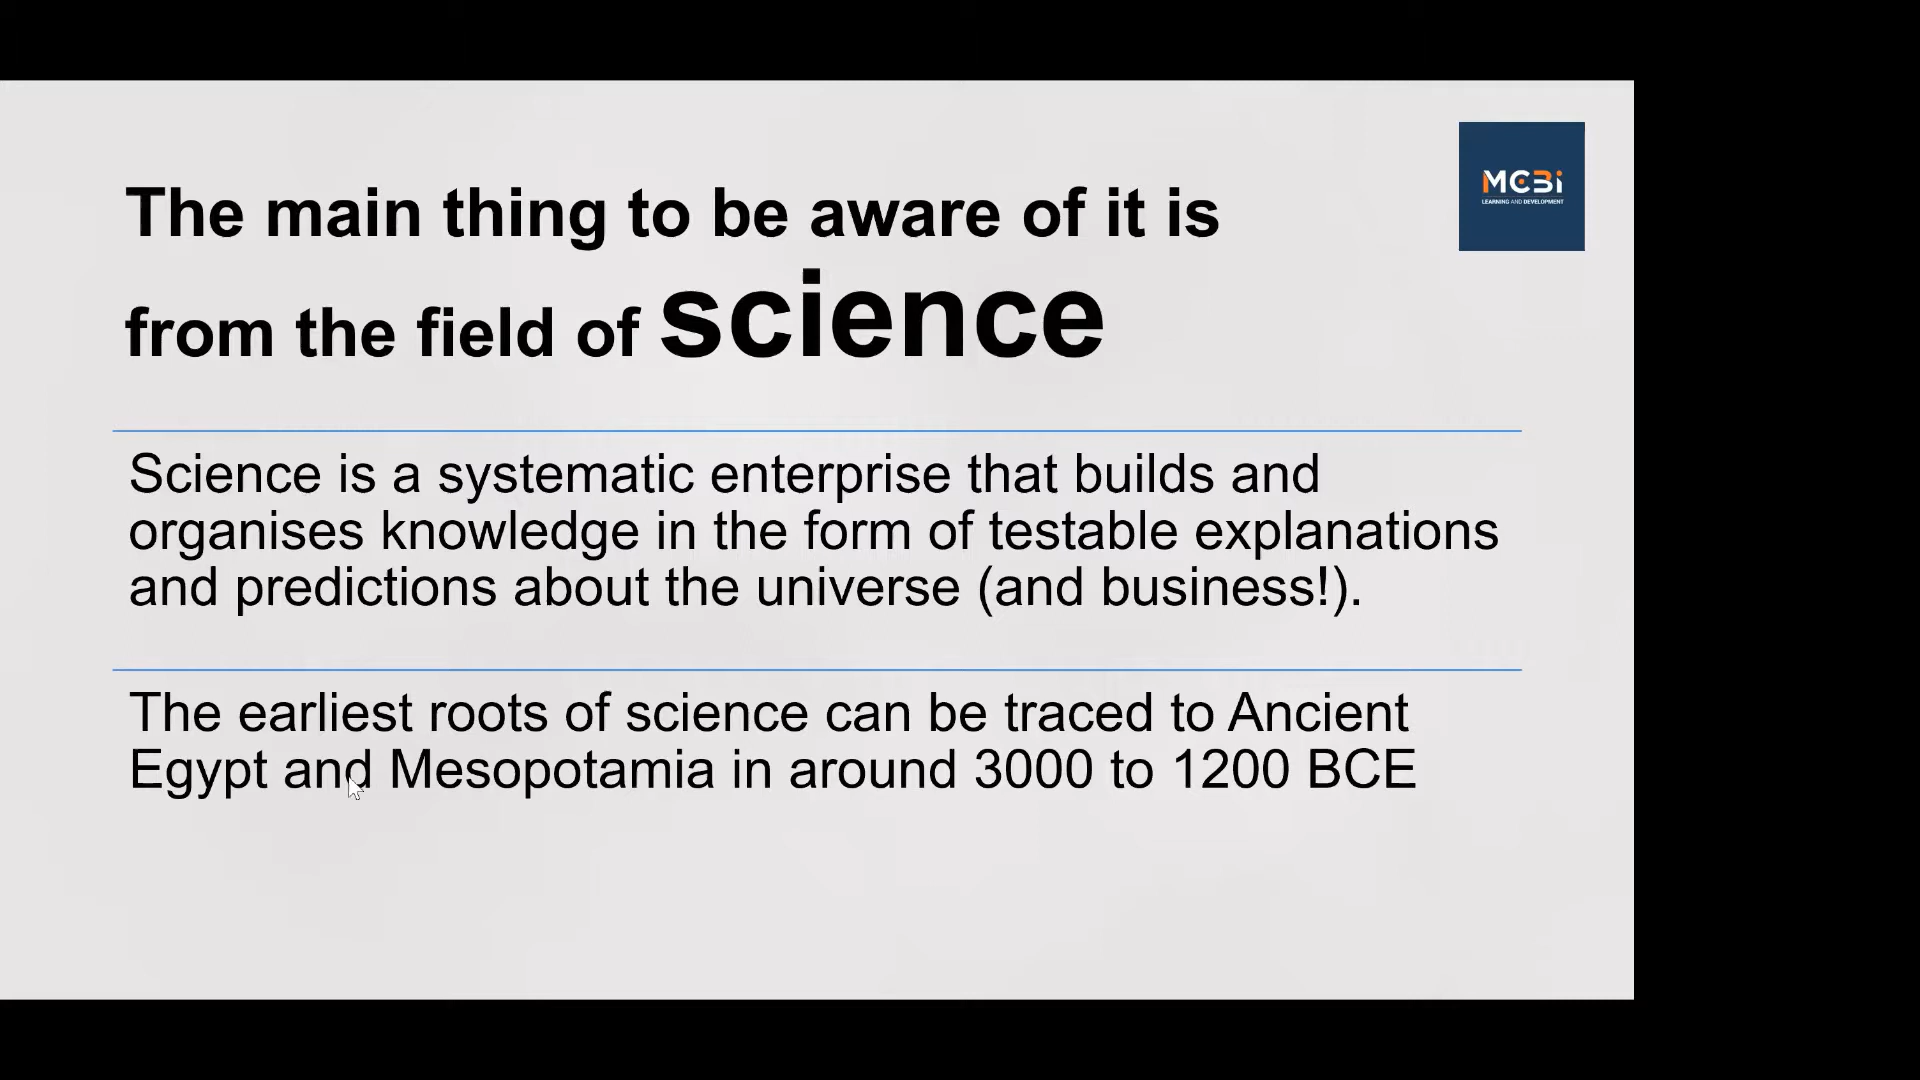 The main thing to be aware of it is
from the field of science
MCBi
LEARNING AND DEVELOPMENT
Science is a systematic enterprise that builds and
organises knowledge in the form of testable explanations
and predictions about the universe (and business!).
The earliest roots of science can be traced to Ancient
Egypt and Mesopotamia in around 3000 to 1200 BCE